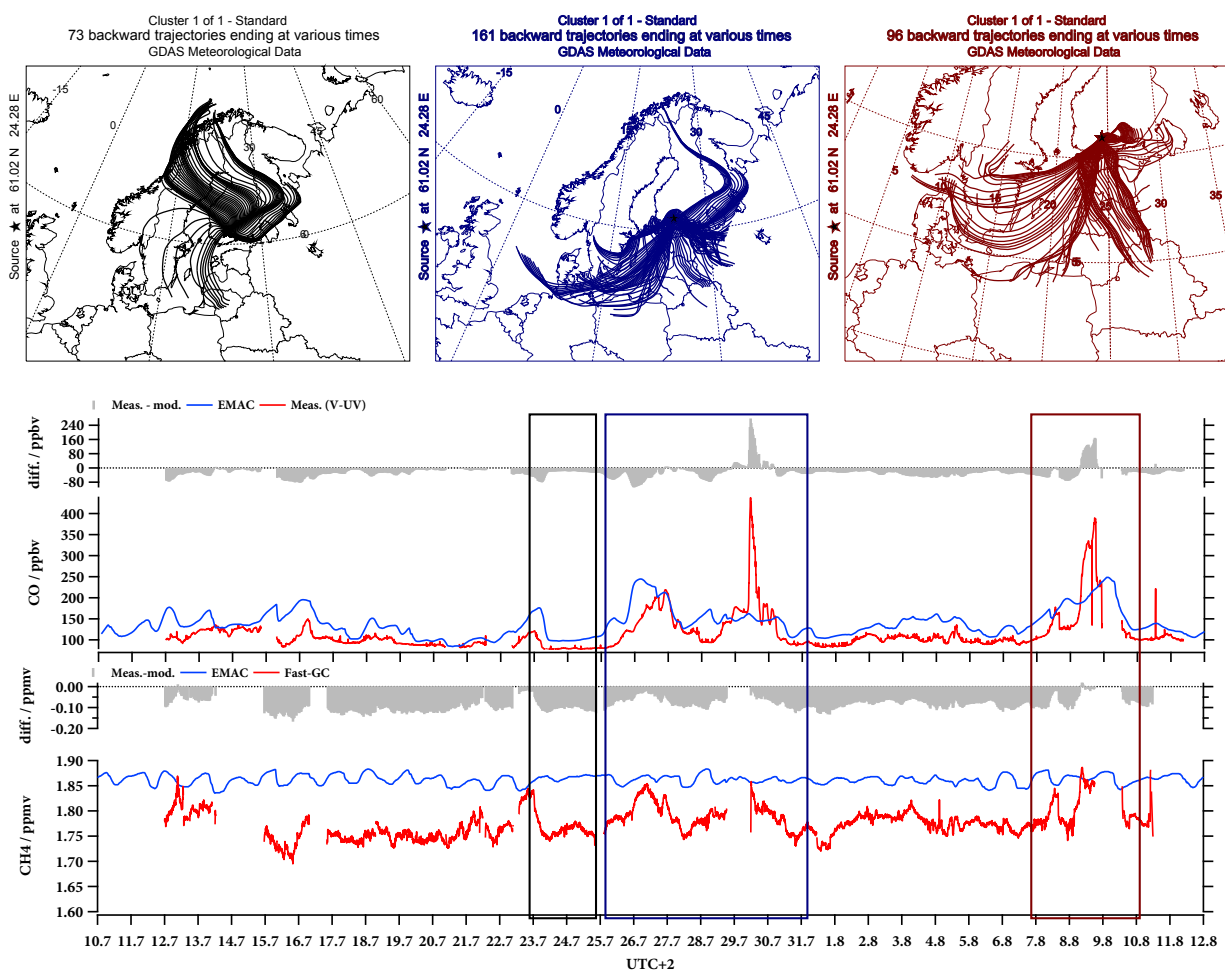 Cluster 1 of 1 - Standard
73 backward trajectories ending at various times
GDAS Meteorological Data
Source ★ at 61.02 N 24.28 E
-15
0
30
45
60
Cluster 1 of 1 - Standard
161 backward trajectories ending at various times
GDAS Meteorological Data
Source ★ at 61.02 N 24.28 E
-15
0
15
30
45
Cluster 1 of 1 - Standard
96 backward trajectories ending at various times
GDAS Meteorological Data
Source ★ at 61.02 N 24.28 E
5
10
15
20
25
30
35
Meas. - mod. EMAC Meas. (V-UV)
diff. / ppbv
240
160
80
0
-80
CO / ppbv
400
350
300
250
200
150
100
Meas.-mod. EMAC Fast-GC
diff. / ppmv
0.00
-0.10
-0.20
CH4 / ppmv
1.90
1.85
1.80
1.75
1.70
1.65
1.60
10.7 11.7 12.7 13.7 14.7 15.7 16.7 17.7 18.7 19.7 20.7 21.7 22.7 23.7 24.7 25.7 26.7 27.7 28.7 29.7 30.7 31.7 1.8 2.8 3.8 4.8 5.8 6.8 7.8 8.8 9.8 10.8 11.8 12.8
UTC+2